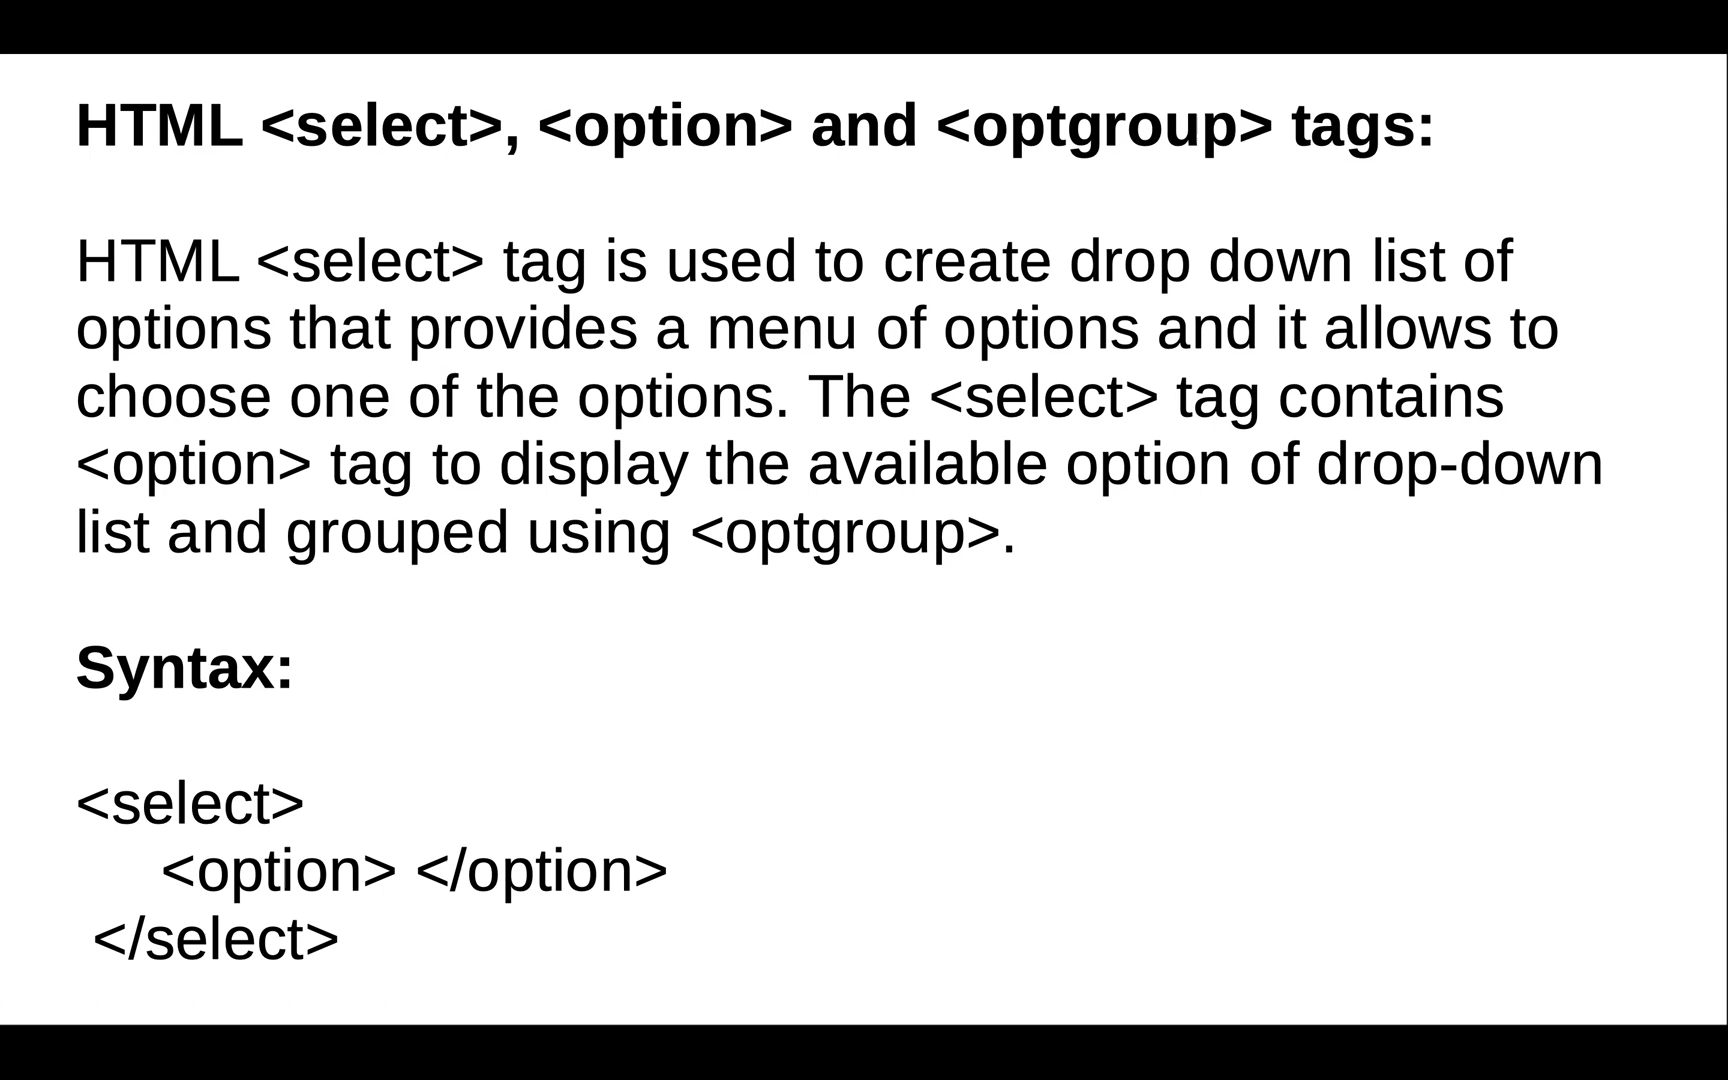 HTML <select>, <option> and <optgroup> tags:
HTML <select> tag is used to create drop down list of
options that provides a menu of options and it allows to
choose one of the options. The <select> tag contains
<option> tag to display the available option of drop-down
list and grouped using <optgroup>.
Syntax:
<select>
<option> </option>
</select>